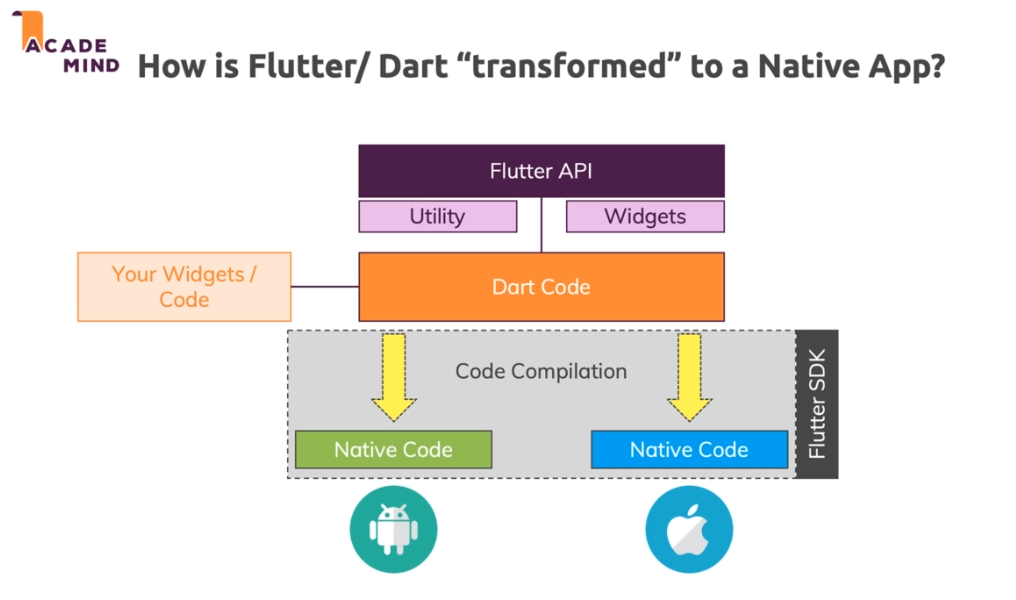 ACADE
MIND
How is Flutter/ Dart “transformed” to a Native App?
Flutter API
Utility
Widgets
Your Widgets /
Code
Dart Code
Code Compilation
Flutter SDK
Native Code
Native Code